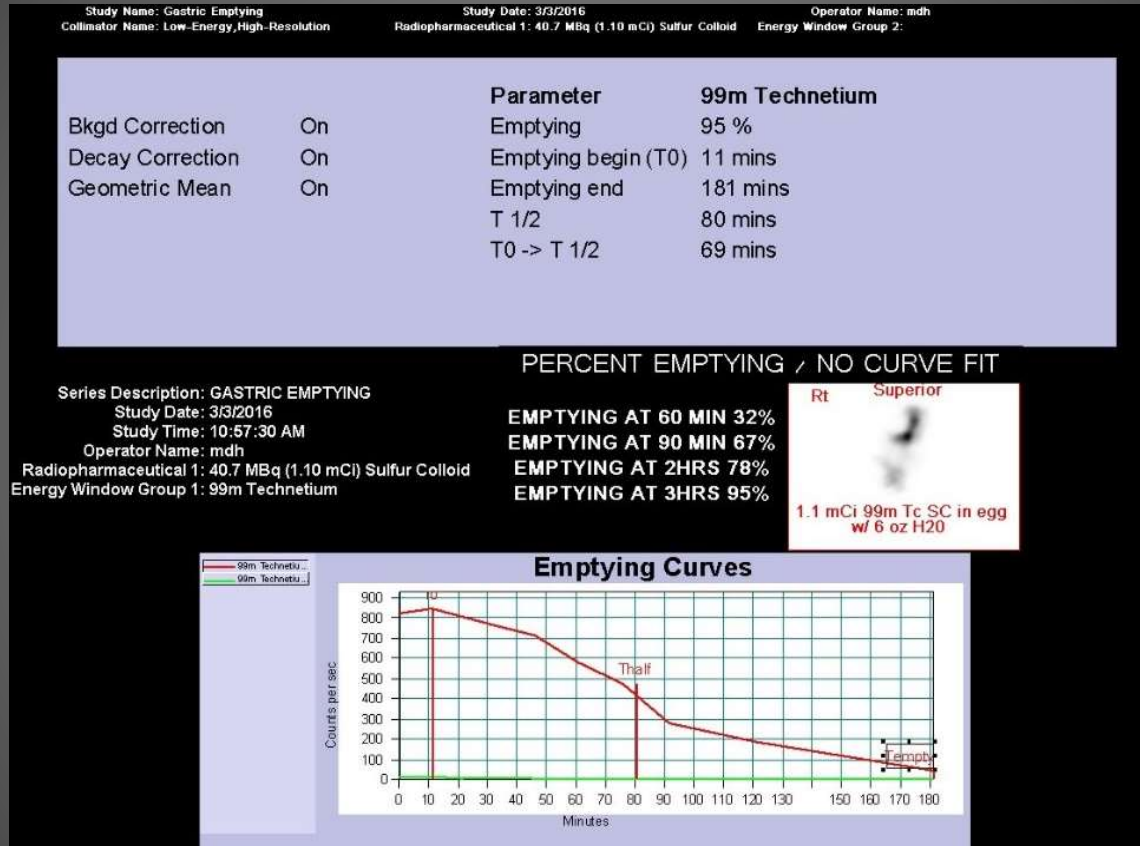 Study Name: Gastric Emptying
Study Date: 3/3/2016
Operator Name: mdh
Collimator Name: Low-Energy,High-Resolution
Radiopharmaceutical 1: 40.7 MBq (1.10 mCi) Sulfur Colloid
Energy Window Group 2:
Parameter 99m Technetium
Bkgd Correction On
Emptying 95 %
Decay Correction On
Emptying begin (T0) 11 mins
Geometric Mean On
Emptying end 181 mins
T 1/2 80 mins
T0 -> T 1/2 69 mins
PERCENT EMPTYING / NO CURVE FIT
Series Description: GASTRIC EMPTYING
Study Date: 3/3/2016
Study Time: 10:57:30 AM
Operator Name: mdh
Radiopharmaceutical 1: 40.7 MBq (1.10 mCi) Sulfur Colloid
Energy Window Group 1: 99m Technetium
EMPTYING AT 60 MIN 32%
EMPTYING AT 90 MIN 67%
EMPTYING AT 2HRS 78%
EMPTYING AT 3HRS 95%
Rt Superior
1.1 mCi 99m Tc SC in egg
w/ 6 oz H20
99m Technetiu...
99m Technetiu...
Emptying Curves
Counts per sec
900
800
700
600
500
400
300
200
100
0
Thalf
Tempty
0 10 20 30 40 50 60 70 80 90 100 110 120 130 150 160 170 180
Minutes